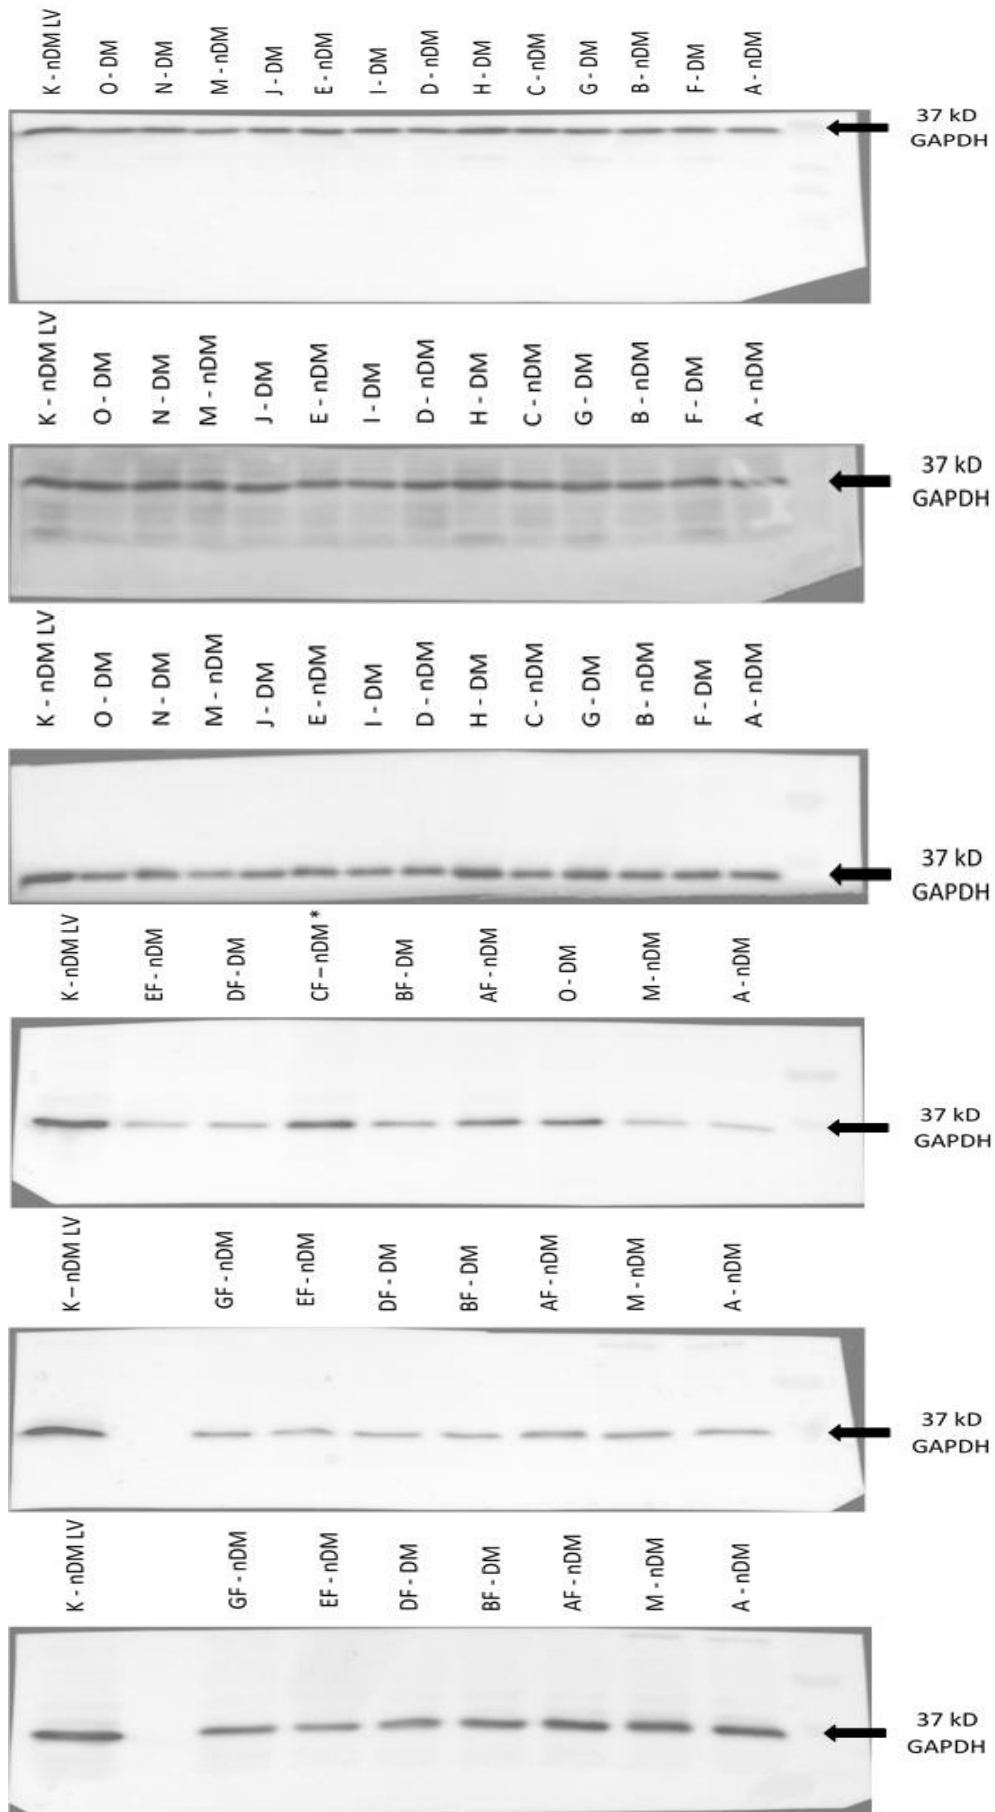 K - nDM LV
O - DM
N - DM
M - nDM
J - DM
E - nDM
I - DM
D - nDM
H - DM
C - nDM
G - DM
B - nDM
F - DM
A - nDM
37 kD
GAPDH
K - nDM LV
O - DM
N - DM
M - nDM
J - DM
E - nDM
I - DM
D - nDM
H - DM
C - nDM
G - DM
B - nDM
F - DM
A - nDM
37 kD
GAPDH
K - nDM LV
O - DM
N - DM
M - nDM
J - DM
E - nDM
I - DM
D - nDM
H - DM
C - nDM
G - DM
B - nDM
F - DM
A - nDM
37 kD
GAPDH
K - nDM LV
EF - nDM
DF - DM
CF – nDM *
BF - DM
AF - nDM
O - DM
M - nDM
A - nDM
37 kD
GAPDH
K – nDM LV
GF - nDM
EF - nDM
DF - DM
BF - DM
AF - nDM
M - nDM
A - nDM
37 kD
GAPDH
K - nDM LV
GF - nDM
EF - nDM
DF - DM
BF - DM
AF - nDM
M - nDM
A - nDM
37 kD
GAPDH